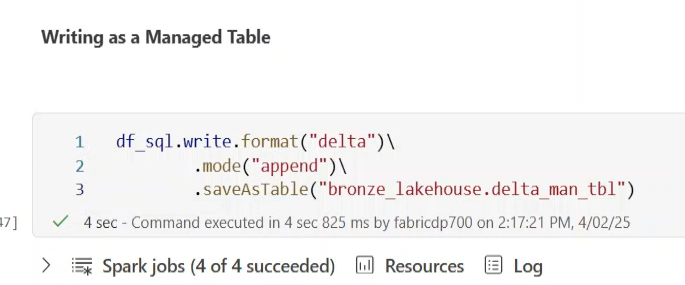 Writing as a Managed Table
1 df_sql.write.format("delta")\
2 .mode("append")\
3 .saveAsTable("bronze_lakehouse.delta_man_tbl")
47] 4 sec - Command executed in 4 sec 825 ms by fabricdp700 on 2:17:21 PM, 4/02/25
Spark jobs (4 of 4 succeeded) Resources Log